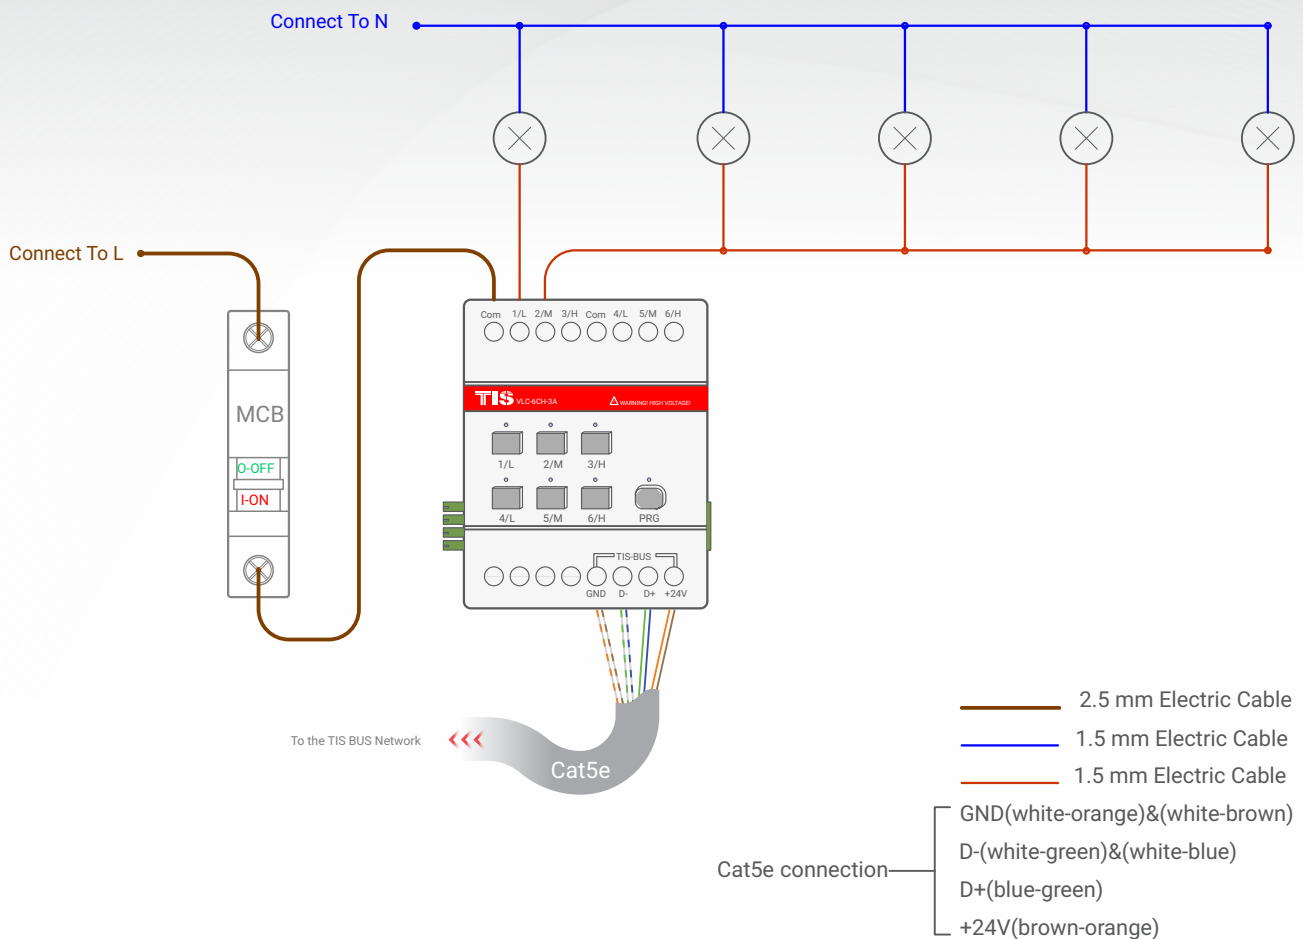 Connect To N
Connect To L
MCB
O-OFF
I-ON
Com 1/L 2/M 3/H Com 4/L 5/M 6/H
TIS VLC-6CH-3A WARNING! HIGH VOLTAGE!
1/L 2/M 3/H
4/L 5/M 6/H PRG
TIS-BUS
GND D- D+ +24V
To the TIS BUS Network
Cat5e
2.5 mm Electric Cable
1.5 mm Electric Cable
1.5 mm Electric Cable
Cat5e connection
GND(white-orange)&(white-brown)
D-(white-green)&(white-blue)
D+(blue-green)
+24V(brown-orange)